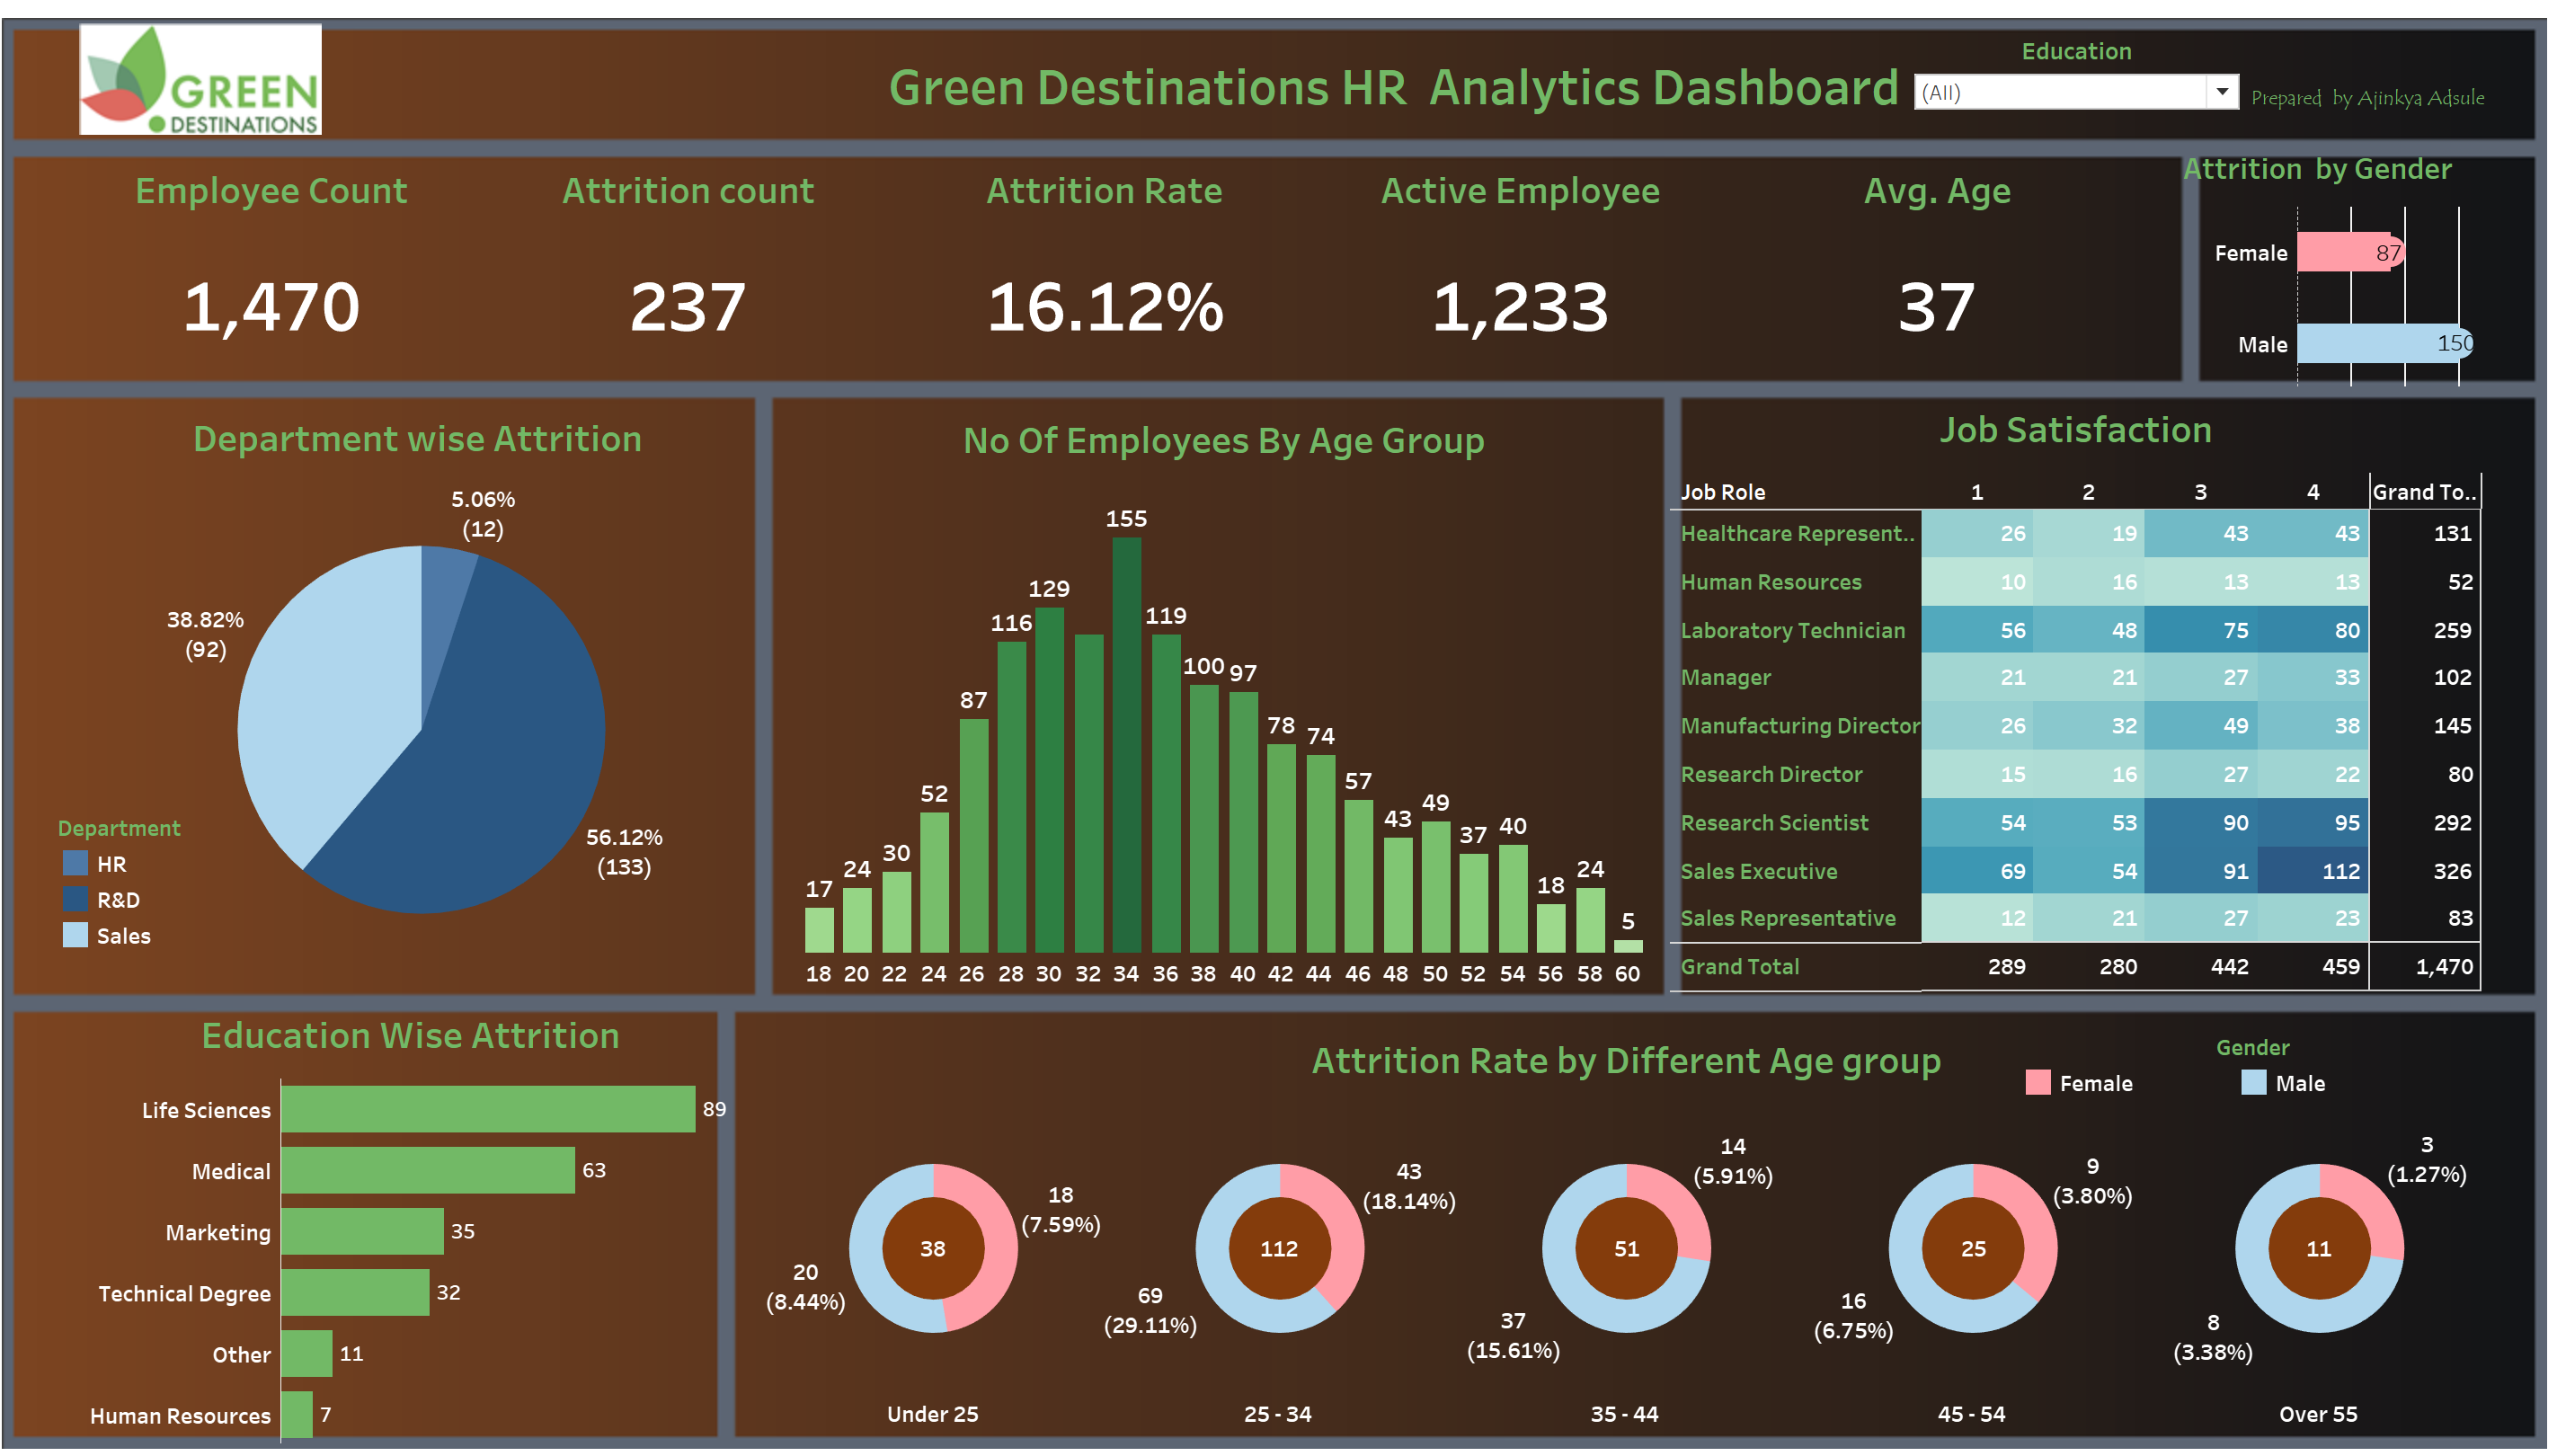 GREEN
DESTINATIONS
Green Destinations HR Analytics Dashboard
Education
(All)
Prepared by Ajinkya Adsule
Employee Count
Attrition count
Attrition Rate
Active Employee
Avg. Age
1,470
237
16.12%
1,233
37
Attrition by Gender
Female
87
Male
150
Department wise Attrition
5.06%
(12)
38.82%
(92)
56.12%
(133)
Department
HR
R&D
Sales
No Of Employees By Age Group
17
24
30
52
87
116
129
155
119
100
97
78
74
57
43
49
37
40
18
24
5
18 20 22 24 26 28 30 32 34 36 38 40 42 44 46 48 50 52 54 56 58 60
Job Satisfaction
Job Role 1 2 3 4 Grand To..
Healthcare Represent.. 26 19 43 43 131
Human Resources 10 16 13 13 52
Laboratory Technician 56 48 75 80 259
Manager 21 21 27 33 102
Manufacturing Director 26 32 49 38 145
Research Director 15 16 27 22 80
Research Scientist 54 53 90 95 292
Sales Executive 69 54 91 112 326
Sales Representative 12 21 27 23 83
Grand Total 289 280 442 459 1,470
Education Wise Attrition
Life Sciences 89
Medical 63
Marketing 35
Technical Degree 32
Other 11
Human Resources 7
Attrition Rate by Different Age group
Gender
Female
Male
18
(7.59%)
38
20
(8.44%)
Under 25
43
(18.14%)
112
69
(29.11%)
25 - 34
14
(5.91%)
51
37
(15.61%)
35 - 44
9
(3.80%)
25
16
(6.75%)
45 - 54
3
(1.27%)
11
8
(3.38%)
Over 55